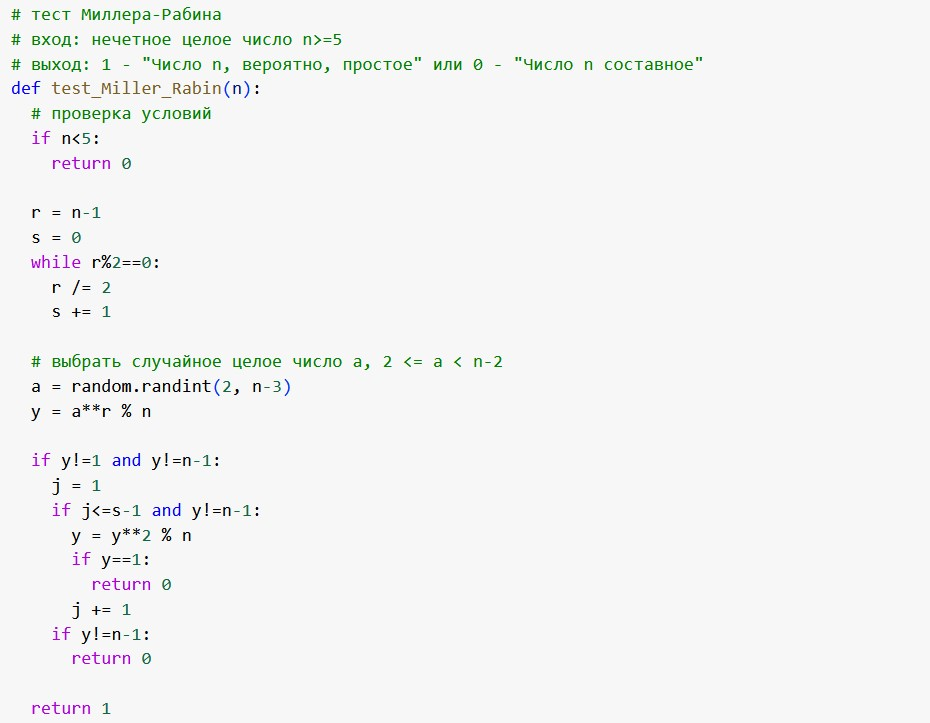 # тест Миллера-Рабина
# вход: нечетное целое число n>=5
# выход: 1 - "Число n, вероятно, простое" или 0 - "Число n составное"
def test_Miller_Rabin(n):
  # проверка условий
  if n<5:
    return 0

  r = n-1
  s = 0
  while r%2==0:
    r /= 2
    s += 1

  # выбрать случайное целое число a, 2 <= a < n-2
  a = random.randint(2, n-3)
  y = a**r % n

  if y!=1 and y!=n-1:
    j = 1
    if j<=s-1 and y!=n-1:
      y = y**2 % n
      if y==1:
        return 0
      j += 1
    if y!=n-1:
      return 0

  return 1